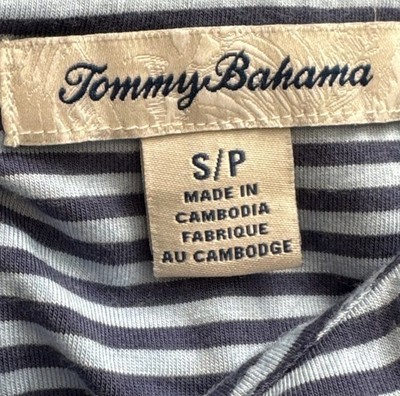 Tommy Bahama
S/P
MADE IN
CAMBODIA
FABRIQUE
AU CAMBODGE